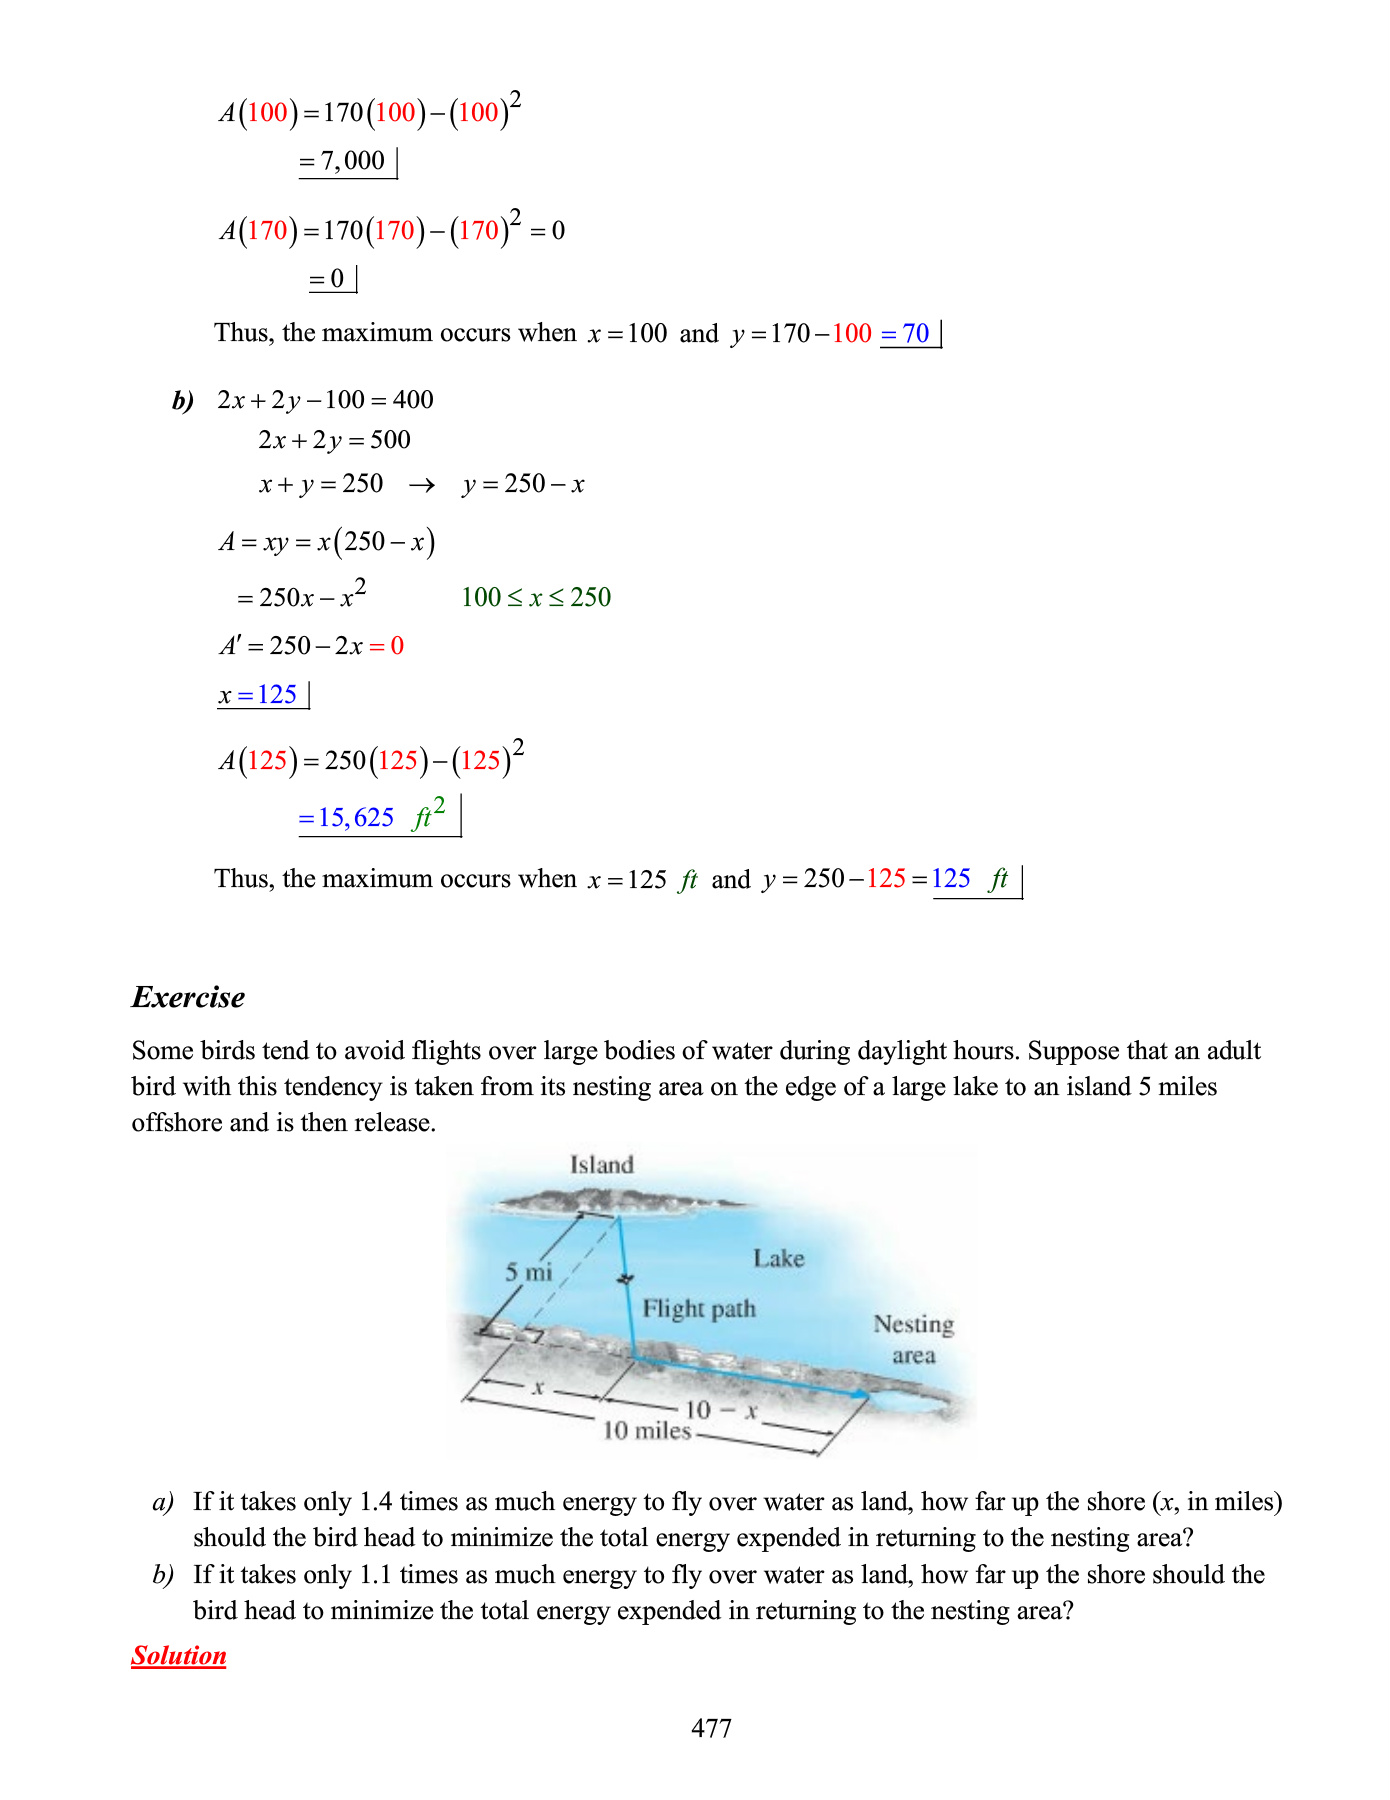 A(100) = 170(100) − (100)²
= 7,000
A(170) = 170(170) − (170)² = 0
= 0
Thus, the maximum occurs when x = 100 and y = 170 − 100 = 70
b) 2x + 2y − 100 = 400
2x + 2y = 500
x + y = 250 → y = 250 − x
A = xy = x(250 − x)
= 250x − x² 100 ≤ x ≤ 250
A′ = 250 − 2x = 0
x = 125
A(125) = 250(125) − (125)²
= 15,625 ft²
Thus, the maximum occurs when x = 125 ft and y = 250 − 125 = 125 ft
Exercise
Some birds tend to avoid flights over large bodies of water during daylight hours. Suppose that an adult
bird with this tendency is taken from its nesting area on the edge of a large lake to an island 5 miles
offshore and is then release.
Island
Lake
5 mi
Flight path
Nesting
area
x
10 − x
10 miles
a) If it takes only 1.4 times as much energy to fly over water as land, how far up the shore (x, in miles)
should the bird head to minimize the total energy expended in returning to the nesting area?
b) If it takes only 1.1 times as much energy to fly over water as land, how far up the shore should the
bird head to minimize the total energy expended in returning to the nesting area?
Solution
477